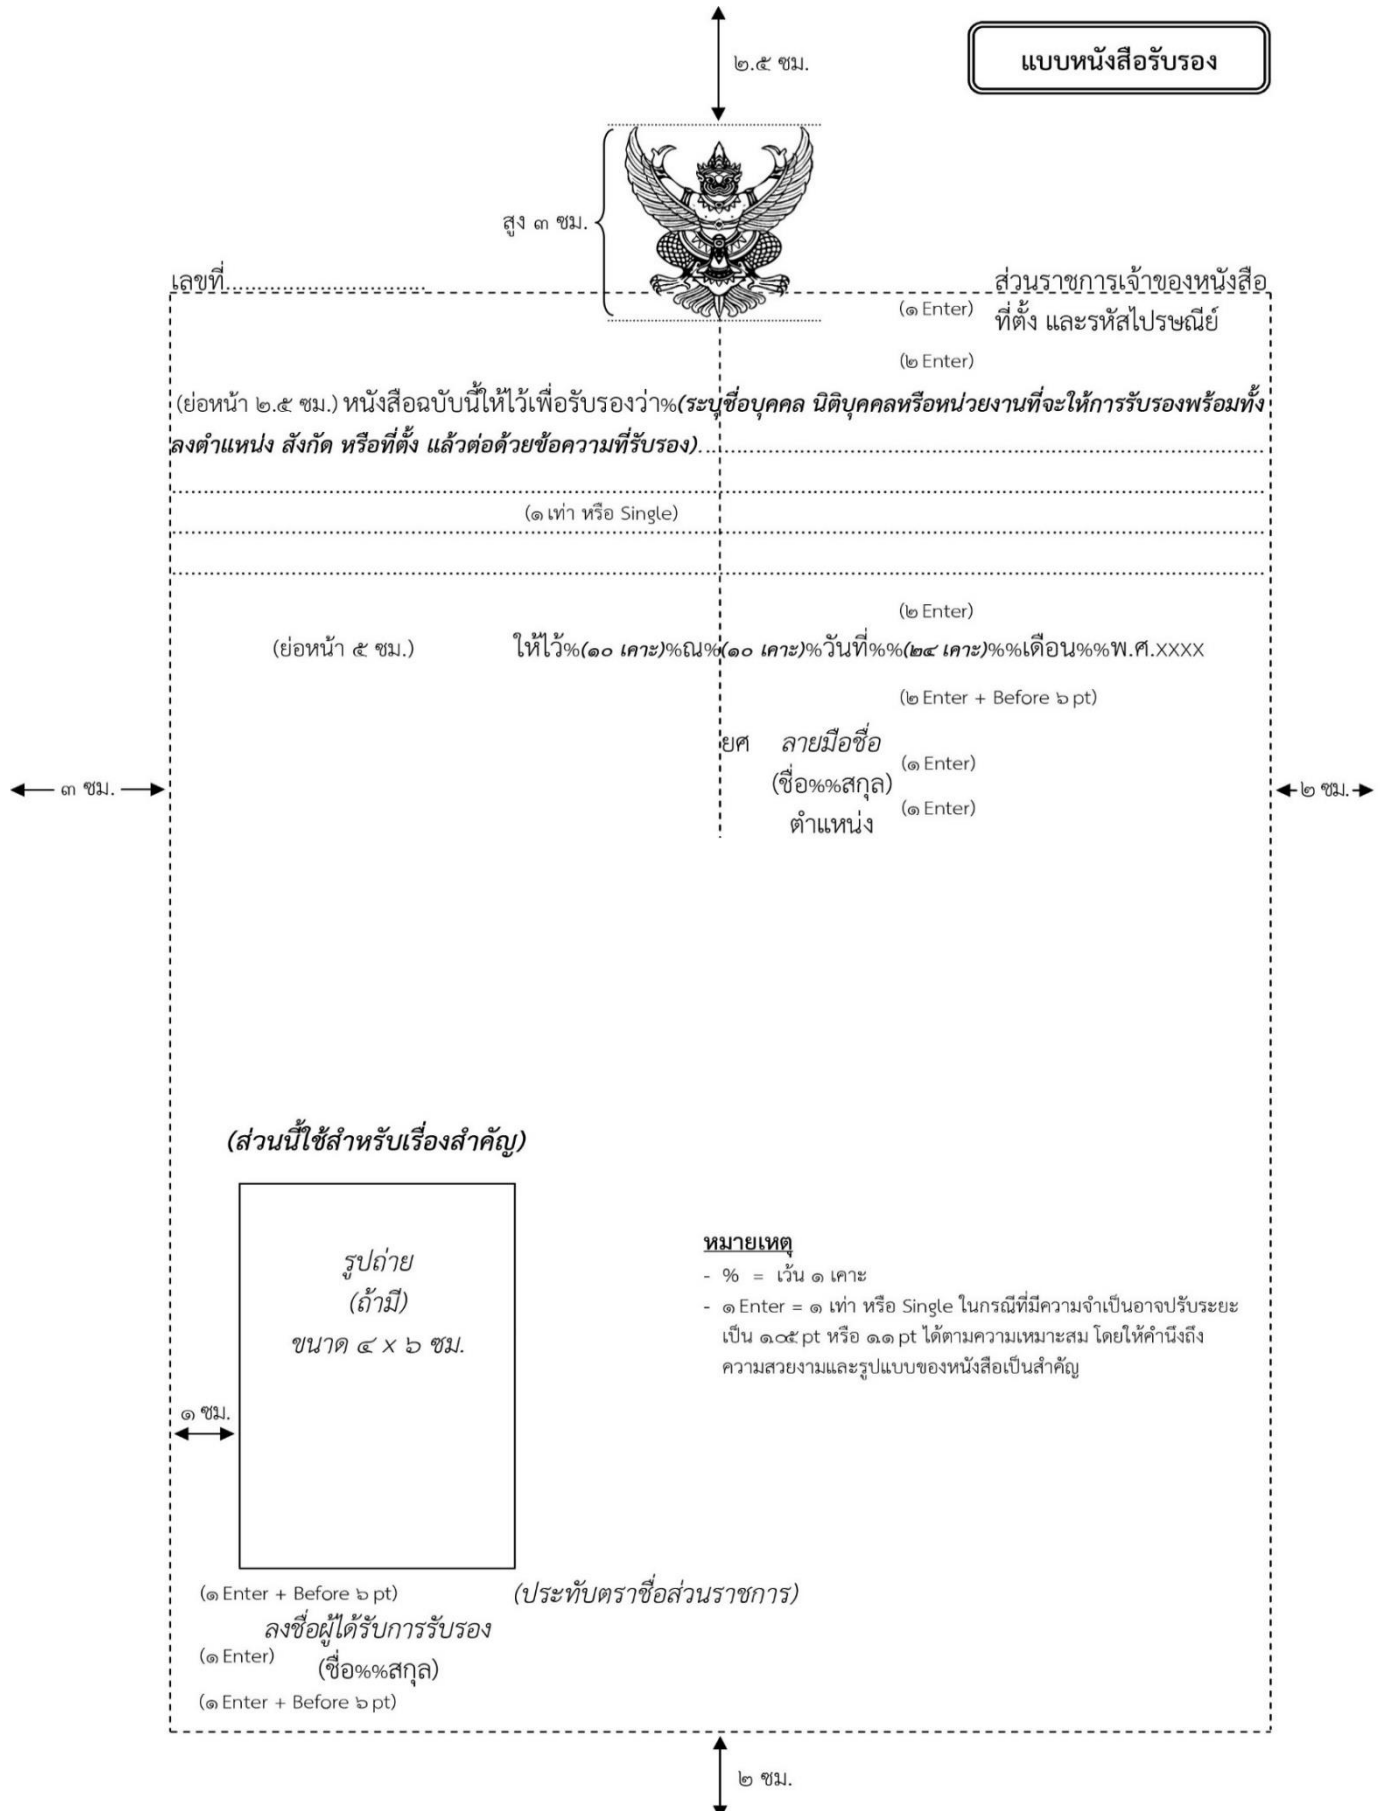 ๒.๕ ซม.
แบบหนังสือรับรอง
สูง ๓ ซม.
เลขที่................................
ส่วนราชการเจ้าของหนังสือ
(๑ Enter)
ที่ตั้ง และรหัสไปรษณีย์
(๒ Enter)
(ย่อหน้า ๒.๕ ซม.) หนังสือฉบับนี้ให้ไว้เพื่อรับรองว่า%(ระบุชื่อบุคคล นิติบุคคลหรือหน่วยงานที่จะให้การรับรองพร้อมทั้ง
ลงตำแหน่ง สังกัด หรือที่ตั้ง แล้วต่อด้วยข้อความที่รับรอง)................................................................................
(๑ เท่า หรือ Single)
(๒ Enter)
(ย่อหน้า ๕ ซม.) ให้ไว้%(๑๐ เคาะ)%ณ%(๑๐ เคาะ)%วันที่%%(๒๔ เคาะ)%%เดือน%%พ.ศ.XXXX
(๒ Enter + Before ๖ pt)
ยศ ลายมือชื่อ
(๑ Enter)
(ชื่อ%%สกุล)
(๑ Enter)
ตำแหน่ง
๓ ซม.
๒ ซม.
(ส่วนนี้ใช้สำหรับเรื่องสำคัญ)
รูปถ่าย
(ถ้ามี)
ขนาด ๔ x ๖ ซม.
๑ ซม.
หมายเหตุ
- % = เว้น ๑ เคาะ
- ๑ Enter = ๑ เท่า หรือ Single ในกรณีที่มีความจำเป็นอาจปรับระยะ
เป็น ๑.๐๕ pt หรือ ๑.๑ pt ได้ตามความเหมาะสม โดยให้คำนึงถึง
ความสวยงามและรูปแบบของหนังสือเป็นสำคัญ
(๑ Enter + Before ๖ pt)
(ประทับตราชื่อส่วนราชการ)
ลงชื่อผู้ได้รับการรับรอง
(๑ Enter)
(ชื่อ%%สกุล)
(๑ Enter + Before ๖ pt)
๒ ซม.